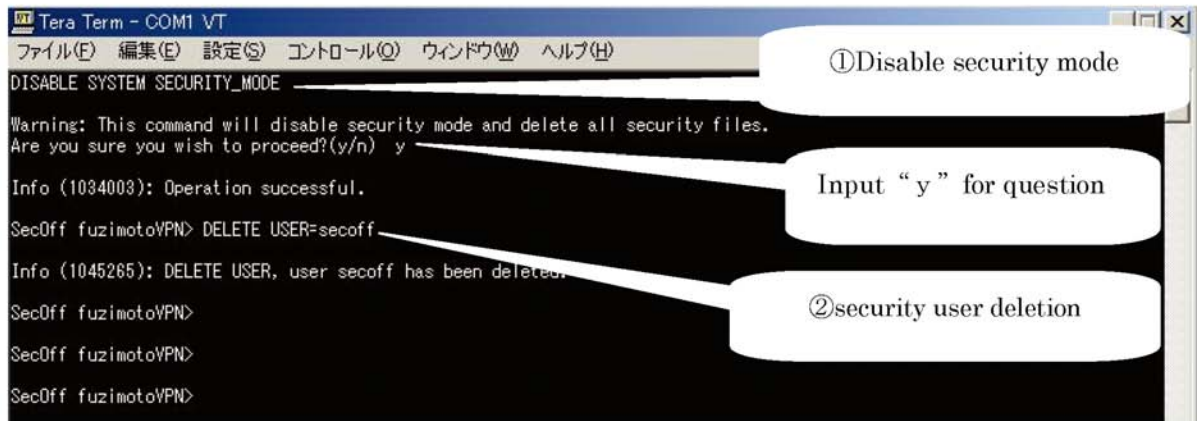 Tera Term - COM1 VT
ファイル(F) 編集(E) 設定(S) コントロール(O) ウィンドウ(W) ヘルプ(H)
①Disable security mode
DISABLE SYSTEM SECURITY_MODE
Warning: This command will disable security mode and delete all security files.
Are you sure you wish to proceed?(y/n) y
Input “y” for question
Info (1034003): Operation successful.
SecOff fuzimotoVPN> DELETE USER=secoff
Info (1045265): DELETE USER, user secoff has been deleted.
②security user deletion
SecOff fuzimotoVPN>
SecOff fuzimotoVPN>
SecOff fuzimotoVPN>